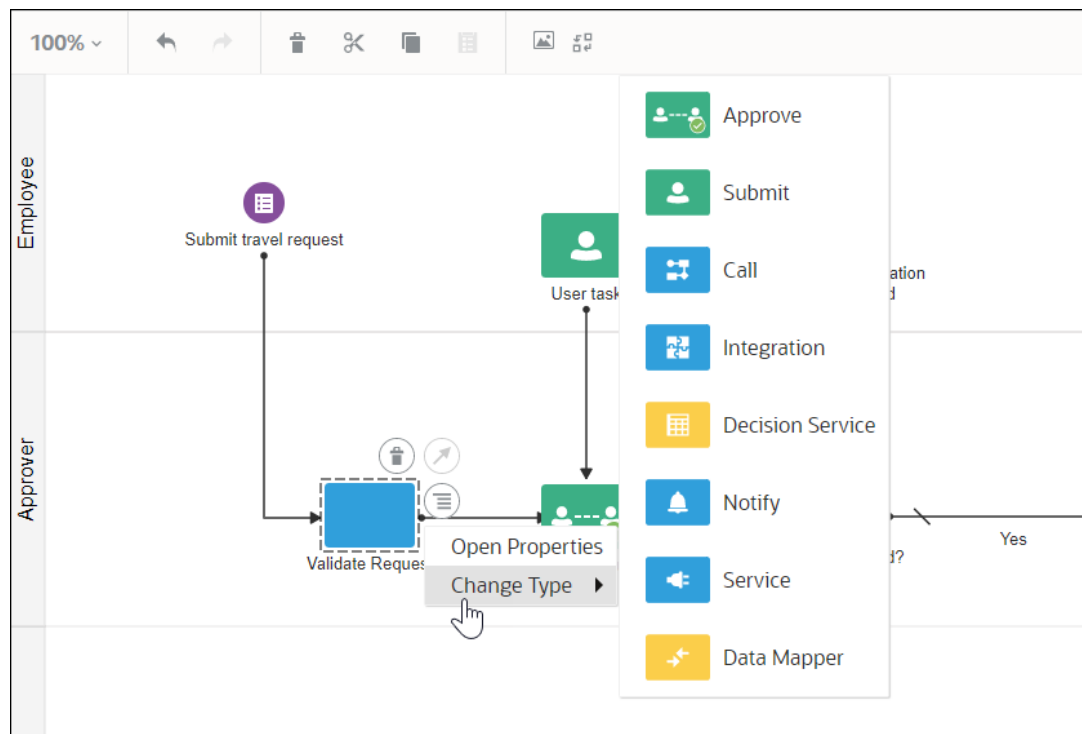 100%
Employee
Submit travel request
User task
Approver
Validate Reques
Open Properties
Change Type
Approve
Submit
Call
Integration
Decision Service
Notify
Service
Data Mapper
ation
d?
Yes